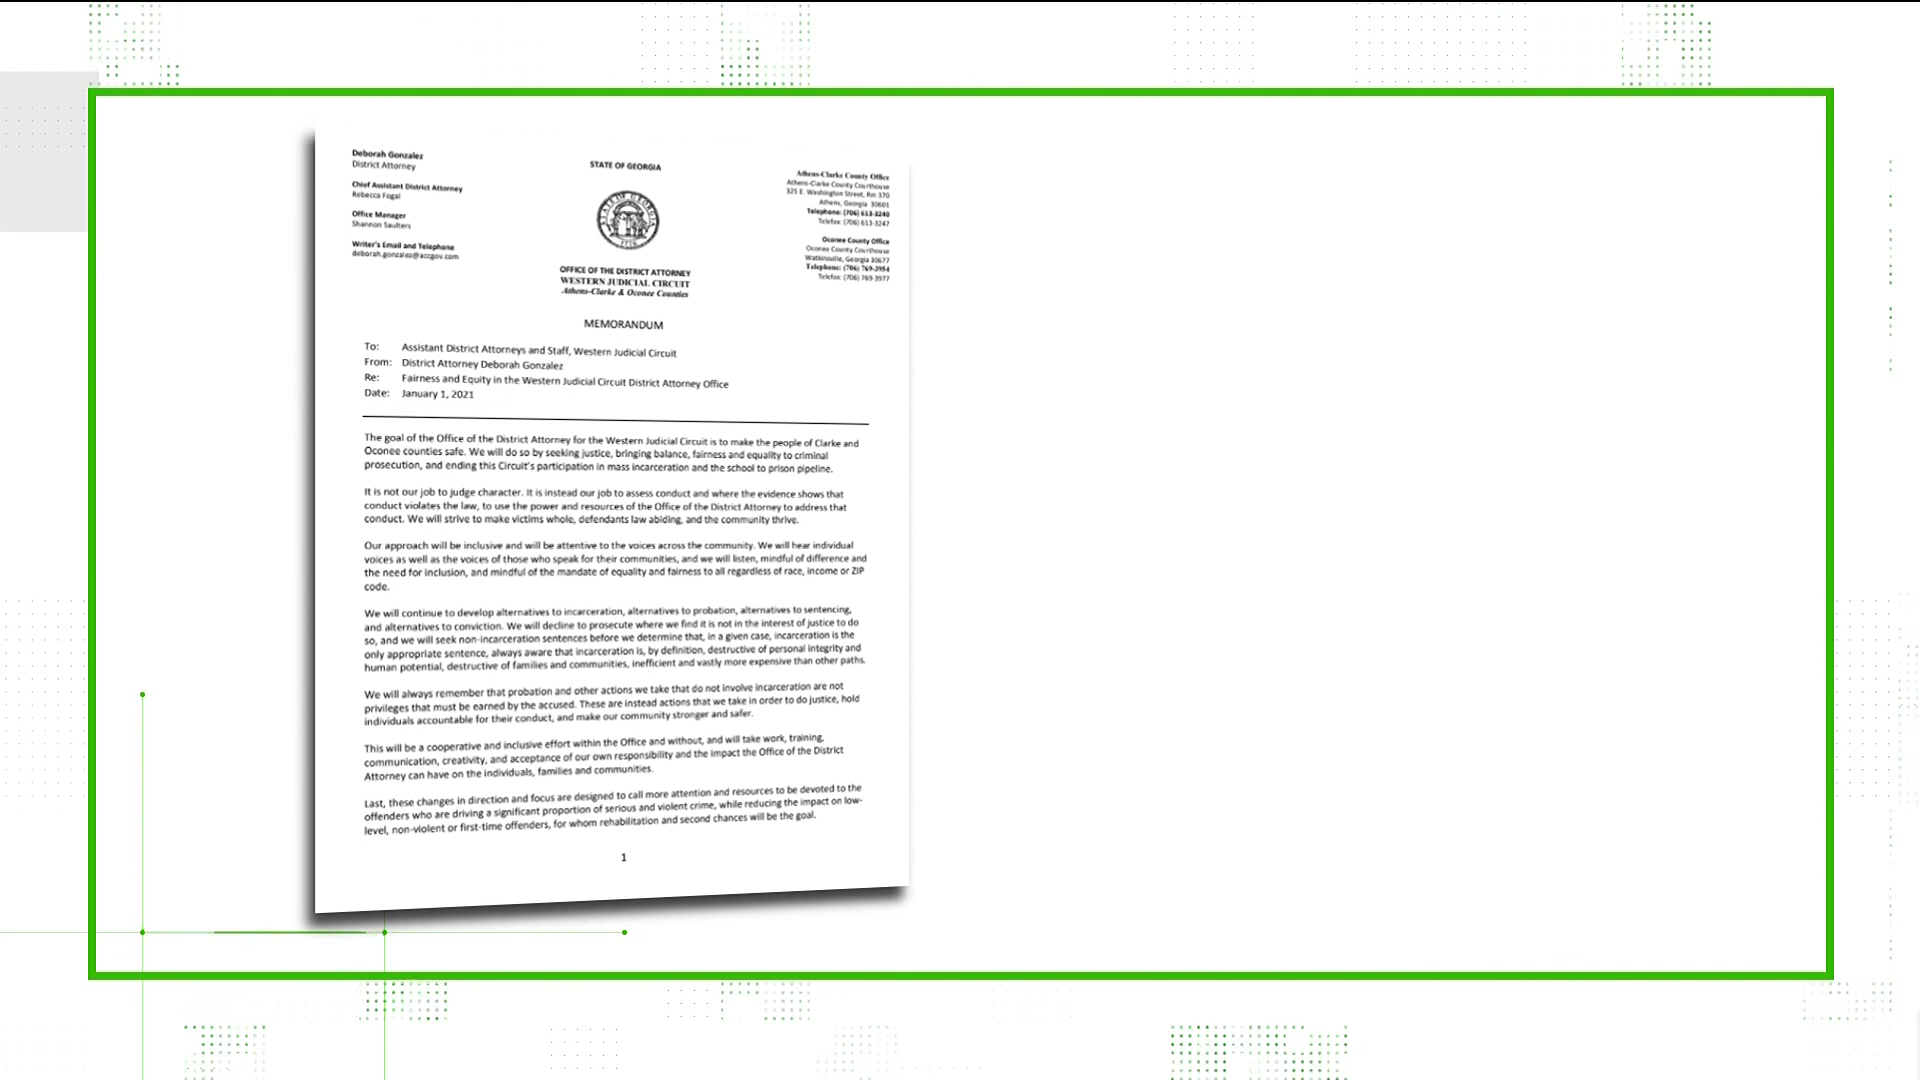 Deborah Gonzalez
District Attorney
Chief Assistant District Attorney
Rebecca Fogal
Office Manager
Shannon Saulters
Writer's Email and Telephone
deborah.gonzalez@accgov.com
STATE OF GEORGIA
STATE OF GEORGIA
1776
OFFICE OF THE DISTRICT ATTORNEY
WESTERN JUDICIAL CIRCUIT
Athens-Clarke & Oconee Counties
Athens-Clarke County Office
Athens-Clarke County Courthouse
325 E. Washington Street, Rm 370
Athens, Georgia 30601
Telephone: (706) 613-3240
Telefax: (706) 613-3247
Oconee County Office
Oconee County Courthouse
Watkinsville, Georgia 30677
Telephone: (706) 769-3954
Telefax: (706) 769-3977
MEMORANDUM
To: Assistant District Attorneys and Staff, Western Judicial Circuit
From: District Attorney Deborah Gonzalez
Re: Fairness and Equity in the Western Judicial Circuit District Attorney Office
Date: January 1, 2021
The goal of the Office of the District Attorney for the Western Judicial Circuit is to make the people of Clarke and
Oconee counties safe. We will do so by seeking justice, bringing balance, fairness and equality to criminal
prosecution, and ending this Circuit's participation in mass incarceration and the school to prison pipeline.
It is not our job to judge character. It is instead our job to assess conduct and where the evidence shows that
conduct violates the law, to use the power and resources of the Office of the District Attorney to address that
conduct. We will strive to make victims whole, defendants law abiding, and the community thrive.
Our approach will be inclusive and will be attentive to the voices across the community. We will hear individual
voices as well as the voices of those who speak for their communities, and we will listen, mindful of difference and
the need for inclusion, and mindful of the mandate of equality and fairness to all regardless of race, income or ZIP
code.
We will continue to develop alternatives to incarceration, alternatives to probation, alternatives to sentencing,
and alternatives to conviction. We will decline to prosecute where we find it is not in the interest of justice to do
so, and we will seek non-incarceration sentences before we determine that, in a given case, incarceration is the
only appropriate sentence, always aware that incarceration is, by definition, destructive of personal integrity and
human potential, destructive of families and communities, inefficient and vastly more expensive than other paths.
We will always remember that probation and other actions we take that do not involve incarceration are not
privileges that must be earned by the accused. These are instead actions that we take in order to do justice, hold
individuals accountable for their conduct, and make our community stronger and safer.
This will be a cooperative and inclusive effort within the Office and without, and will take work, training,
communication, creativity, and acceptance of our own responsibility and the impact the Office of the District
Attorney can have on the individuals, families and communities.
Last, these changes in direction and focus are designed to call more attention and resources to be devoted to the
offenders who are driving a significant proportion of serious and violent crime, while reducing the impact on low-
level, non-violent or first-time offenders, for whom rehabilitation and second chances will be the goal.
1